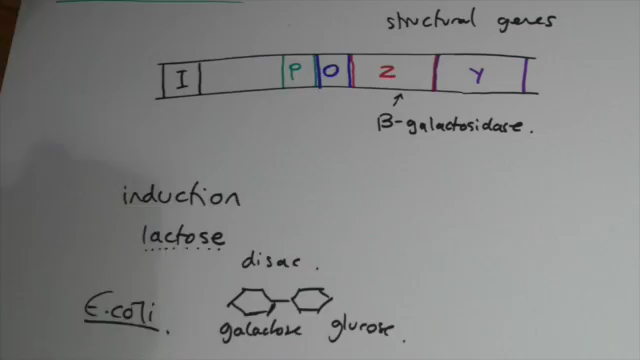 structural genes
I P O Z Y
β-galactosidase.
induction
lactose
disac.
E.coli.
galactose glucose.